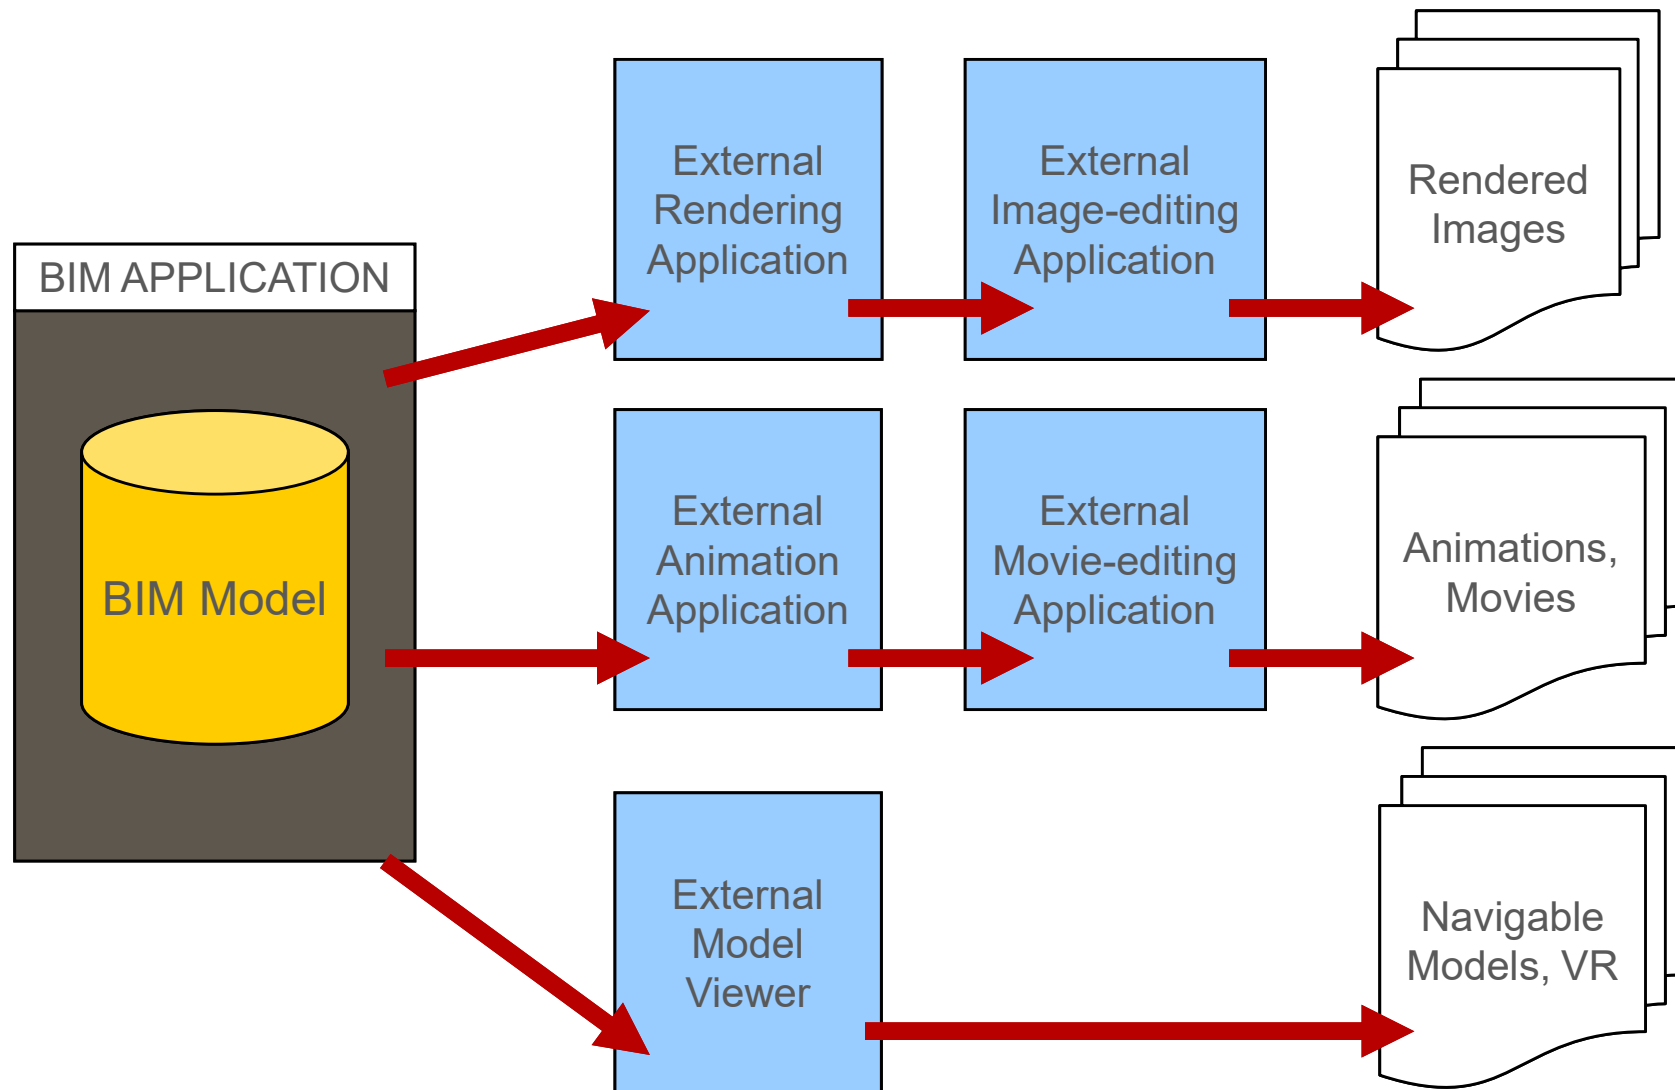 BIM APPLICATION
BIM Model
External
Rendering
Application
External
Image-editing
Application
Rendered
Images
External
Animation
Application
External
Movie-editing
Application
Animations,
Movies
External
Model
Viewer
Navigable
Models, VR